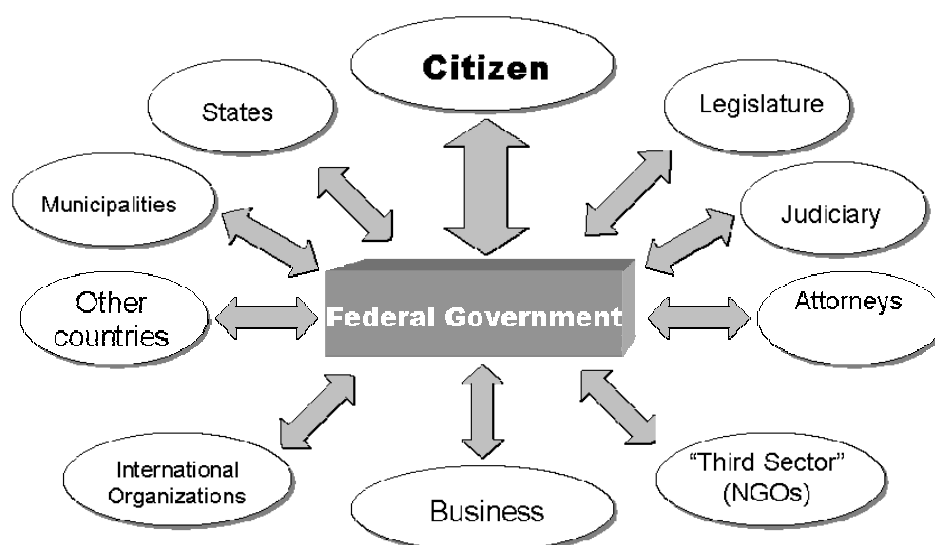 Citizen
States
Legislature
Municipalities
Judiciary
Other
countries
Federal Government
Attorneys
International
Organizations
Business
“Third Sector”
(NGOs)